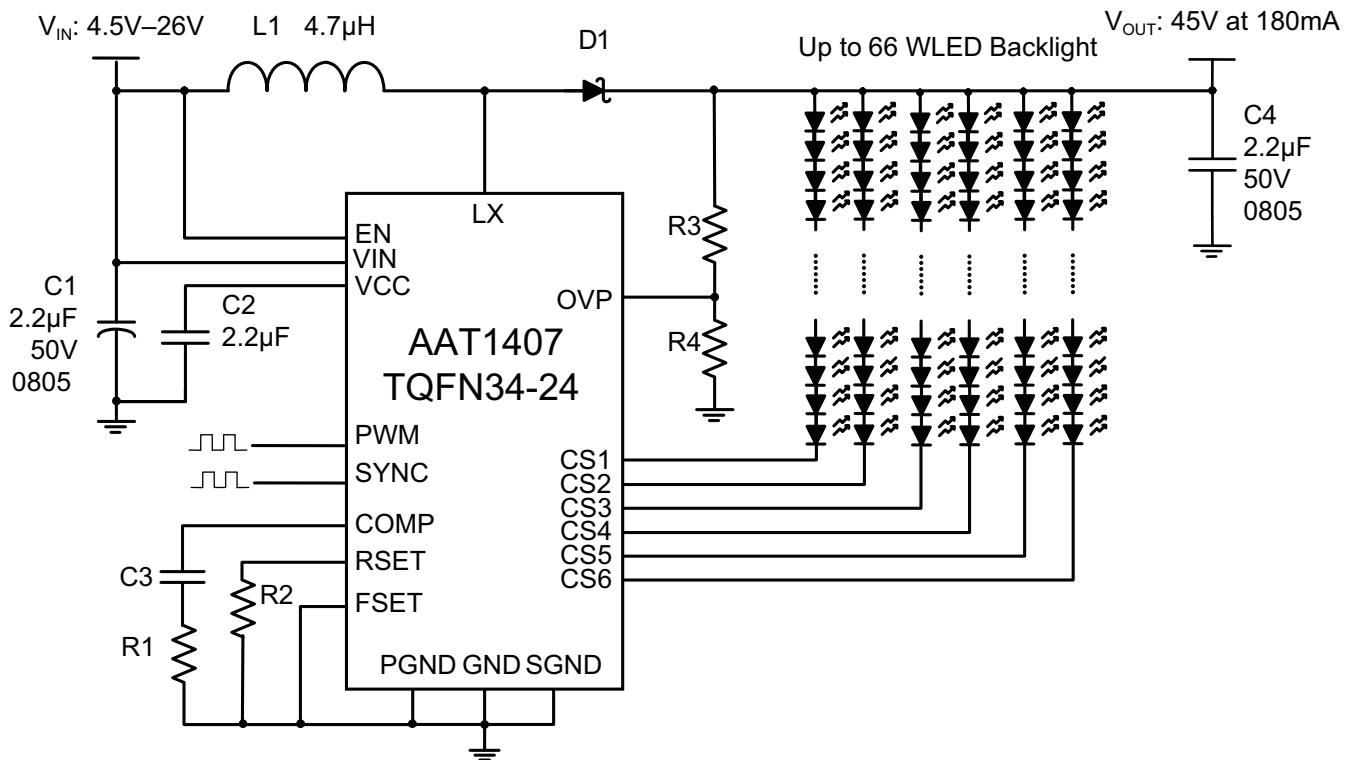 V_IN: 4.5V–26V
L1 4.7µH
D1
Up to 66 WLED Backlight
V_OUT: 45V at 180mA
C4
2.2µF
50V
0805
LX
EN
VIN
VCC
R3
C1
2.2µF
50V
0805
C2
2.2µF
OVP
R4
AAT1407
TQFN34-24
PWM
SYNC
CS1
CS2
CS3
CS4
CS5
CS6
COMP
RSET
FSET
C3
R2
R1
PGND GND SGND